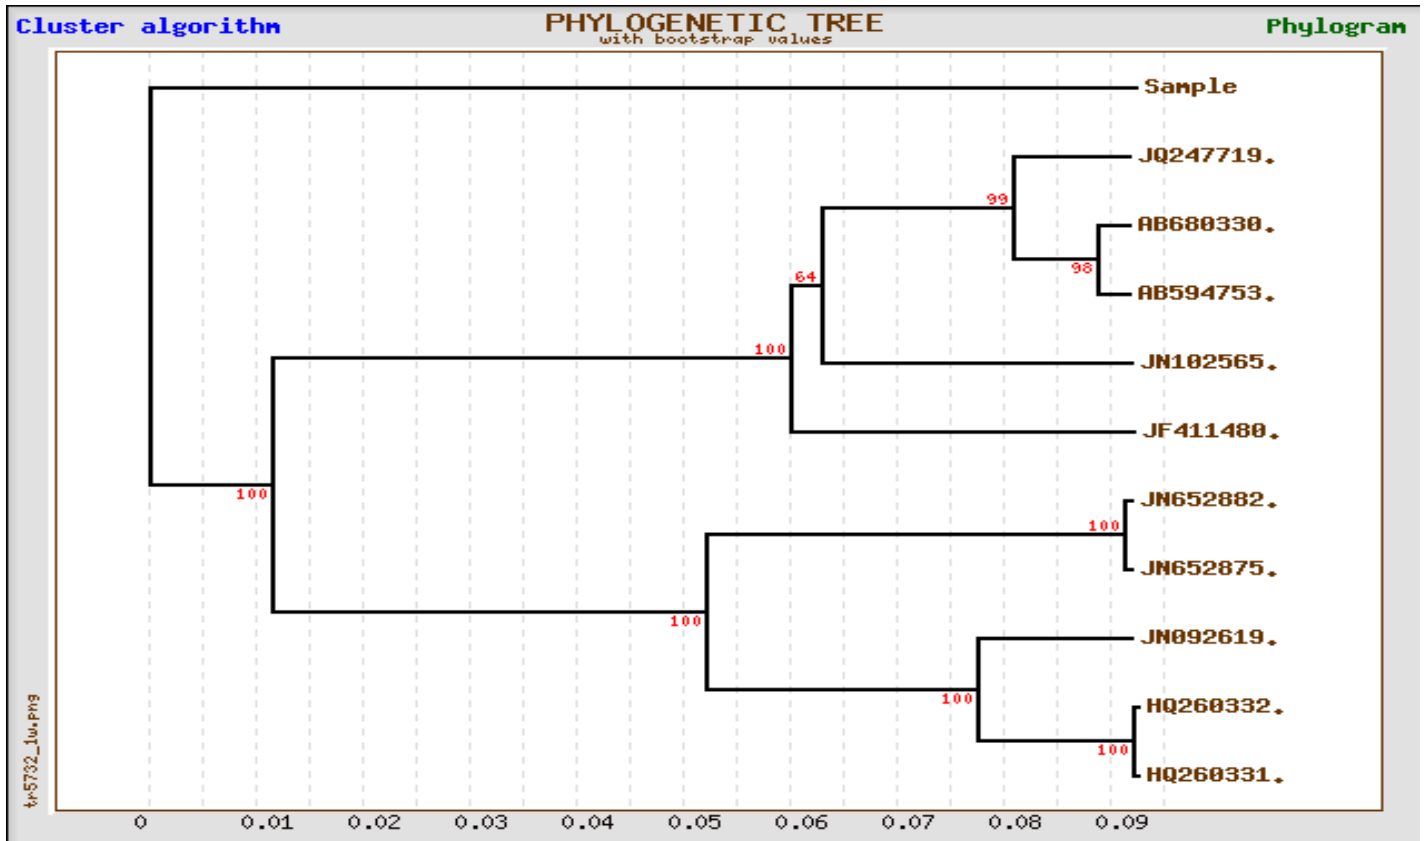 Cluster algorithm
PHYLOGENETIC TREE
with bootstrap values
Phylogram
Sample
JQ247719.
99
AB680330.
98
64
AB594753.
100
JN102565.
JF411480.
100
JN652882.
100
JN652875.
100
JN092619.
100
HQ260332.
100
HQ260331.
tr5732_1w.png
0 0.01 0.02 0.03 0.04 0.05 0.06 0.07 0.08 0.09